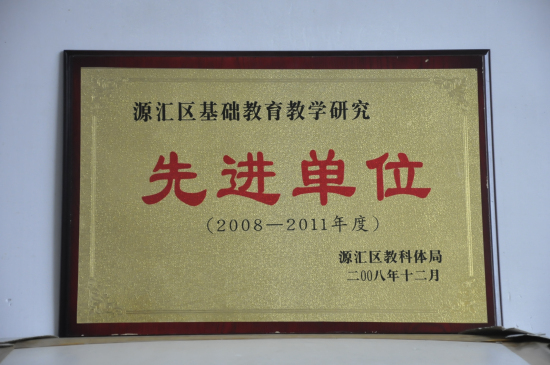 源汇区基础教育教学研究
先进单位
(2008—2011年度)
源汇区教科体局
二00八年十二月